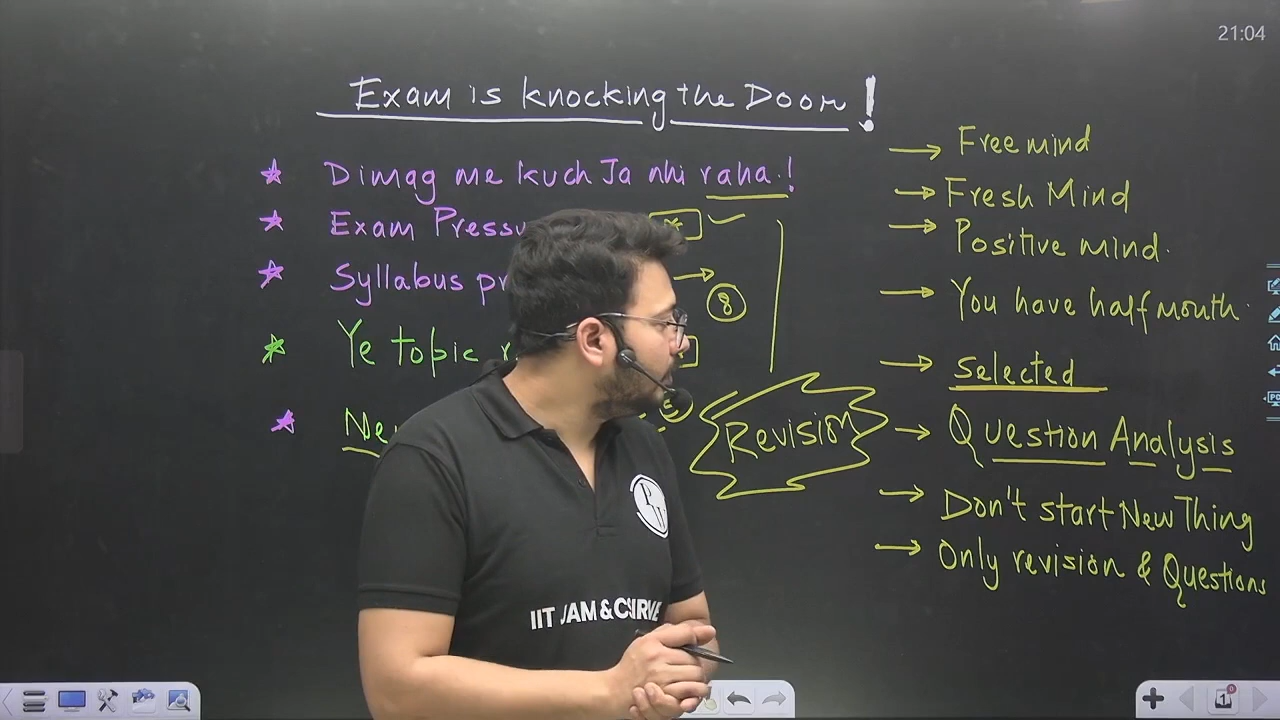 21:04
Exam is knocking the Door!
Dimag me kuch Ja nhi raha.!
Exam
Syllabus
8
Ye topic
Revision
→ Free mind
→ Fresh Mind
→ Positive mind.
→ You have half month.
→ Selected
→ Question Analysis
→ Don't start New Thing
→ Only revision & Questions
IIT JAM & CSIR NET
1